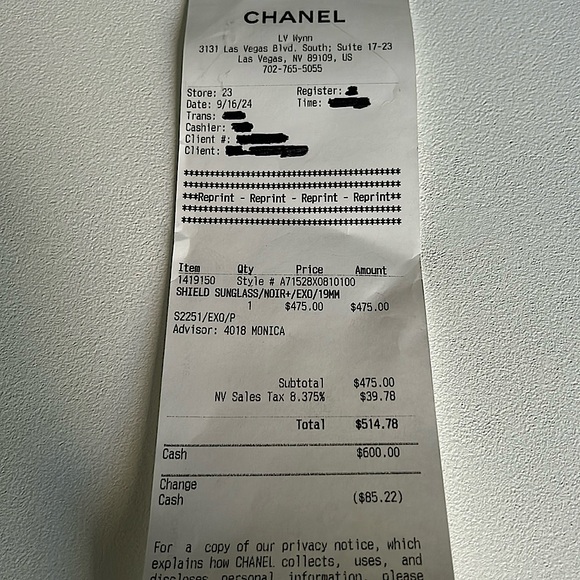 CHANEL
LV Wynn
3131 Las Vegas Blvd. South; Suite 17-23
Las Vegas, NV 89109, US
702-765-5055
Store: 23 Register:
Date: 9/16/24 Time:
Trans:
Cashier:
Client #:
Client:
****************************************
****************************************
***Reprint - Reprint - Reprint - Reprint**
****************************************
****************************************
Item Qty Price Amount
1419150 Style # A71528X0810100
SHIELD SUNGLASS/NOIR+/EXO/19MM
1 $475.00 $475.00
S2251/EXO/P
Advisor: 4018 MONICA
Subtotal $475.00
NV Sales Tax 8.375% $39.78
Total $514.78
Cash $600.00
Change
Cash ($85.22)
For a copy of our privacy notice, which
explains how CHANEL collects, uses, and
discloses personal information, please